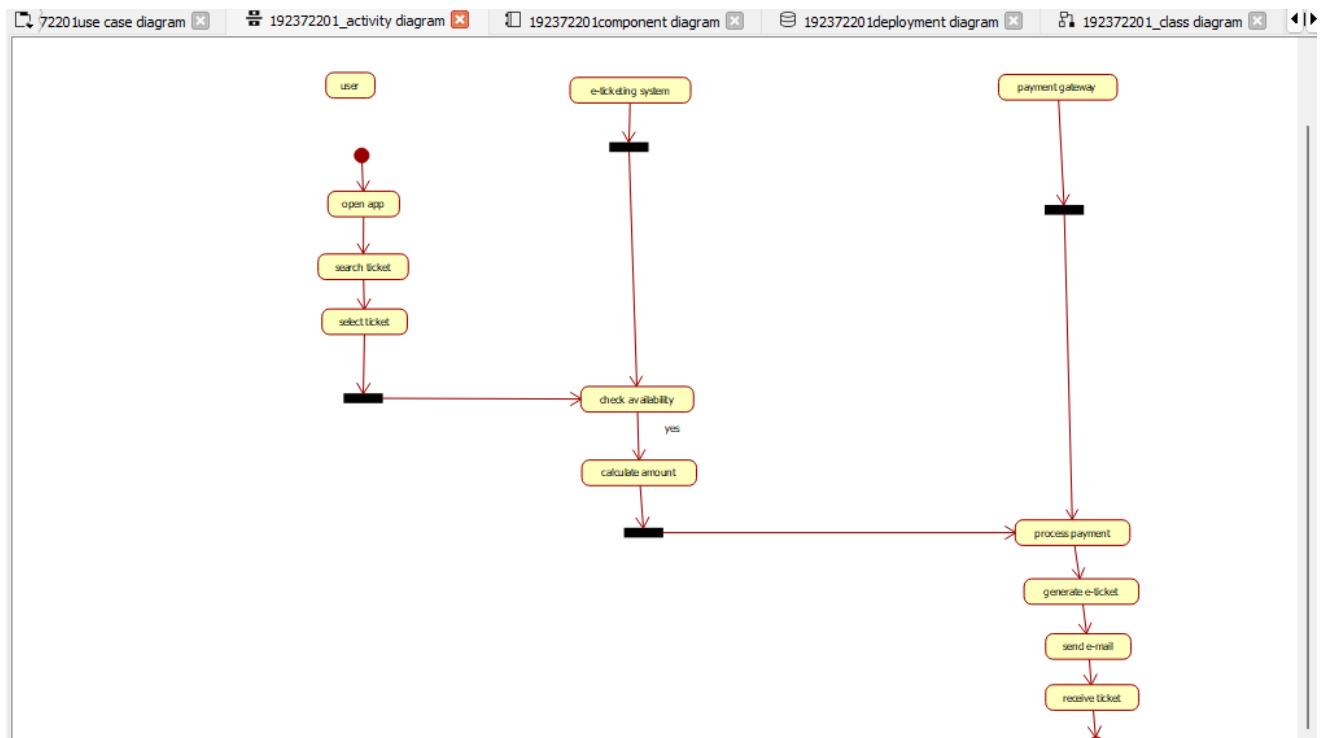 72201use case diagram
192372201_activity diagram
192372201component diagram
192372201deployment diagram
192372201_class diagram
user
e-ticketing system
payment gateway
open app
search ticket
select ticket
check availability
yes
calculate amount
process payment
generate e-ticket
send e-mail
receive ticket